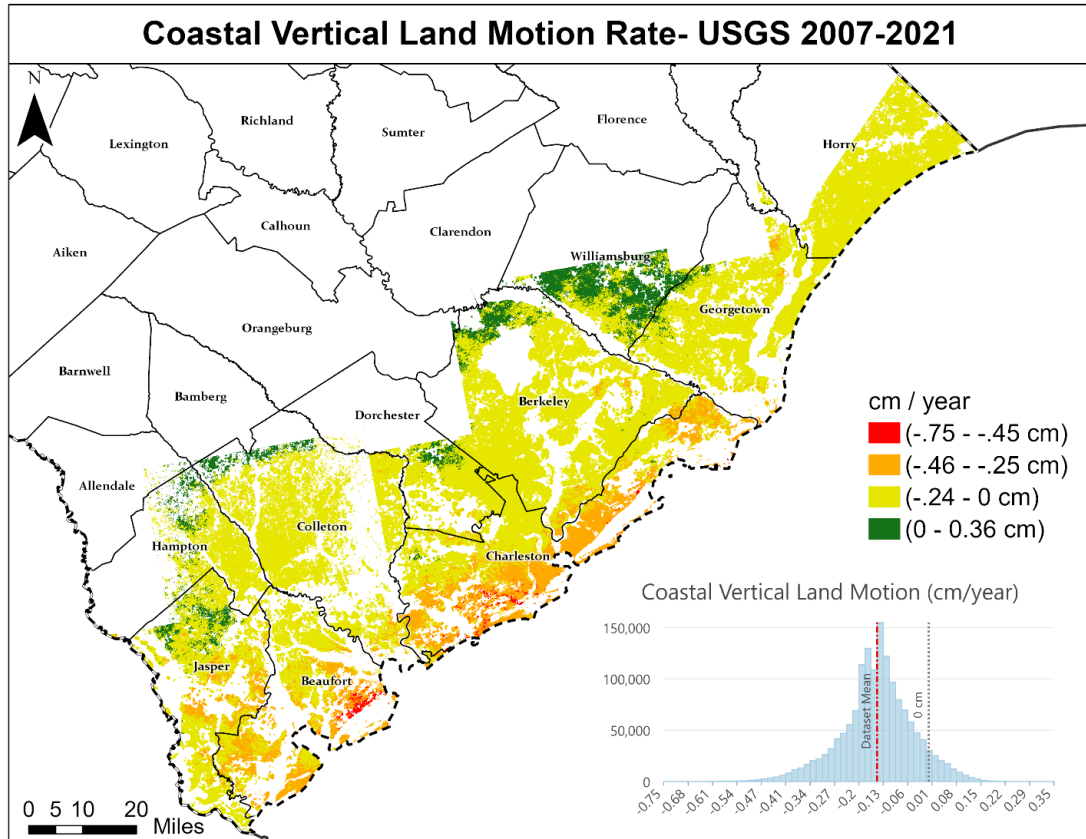 Coastal Vertical Land Motion Rate- USGS 2007-2021
N
Richland
Sumter
Florence
Lexington
Horry
Calhoun
Clarendon
Aiken
Williamsburg
Georgetown
Orangeburg
Barnwell
Bamberg
Berkeley
Dorchester
Allendale
Colleton
Hampton
Charleston
Jasper
Beaufort
cm / year
(-.75 - -.45 cm)
(-.46 - -.25 cm)
(-.24 - 0 cm)
(0 - 0.36 cm)
Coastal Vertical Land Motion (cm/year)
150,000
100,000
50,000
0
Dataset Mean
0 cm
-0.75
-0.68
-0.61
-0.54
-0.47
-0.41
-0.34
-0.27
-0.2
-0.13
-0.06
0.01
0.08
0.15
0.22
0.29
0.35
0 5 10 20
Miles